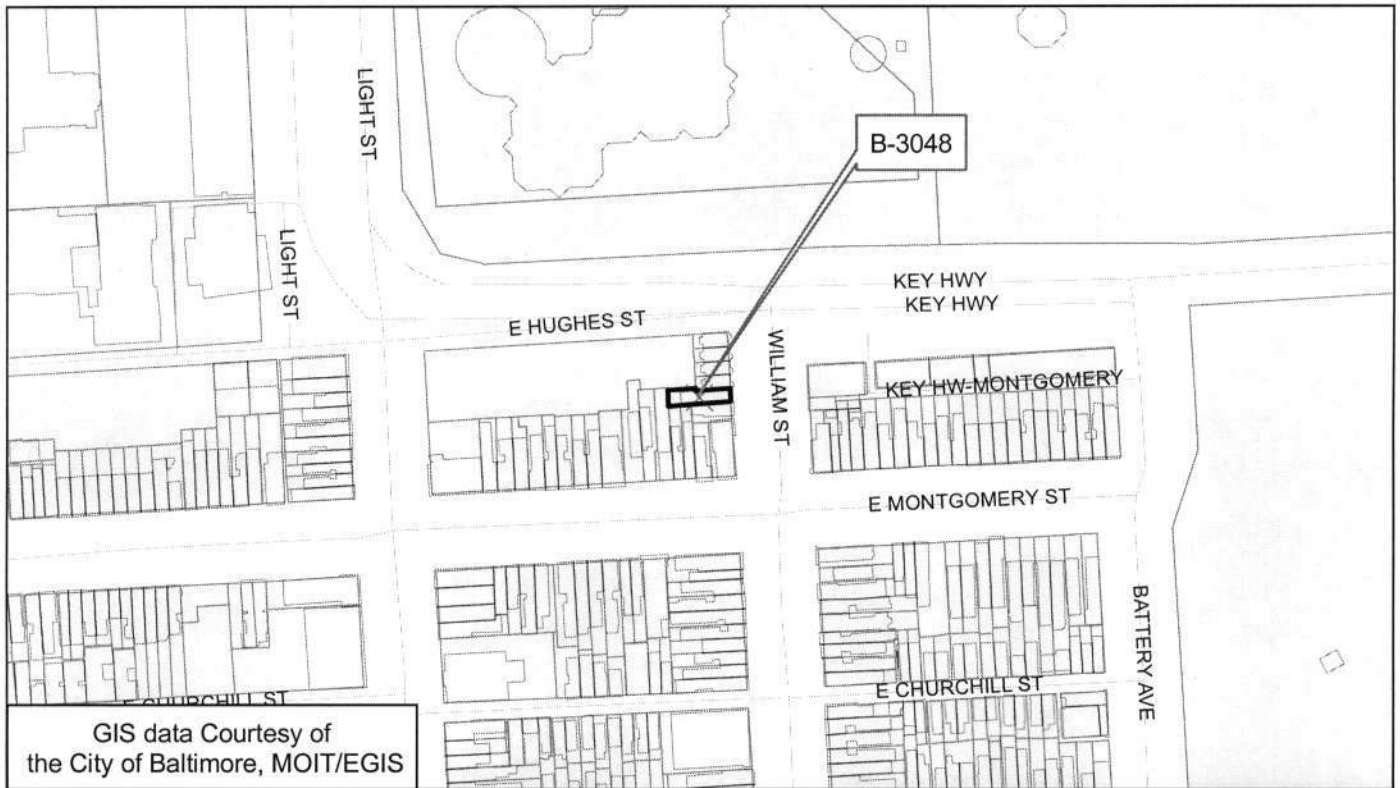 LIGHT ST
B-3048
LIGHT ST
KEY HWY
KEY HWY
E HUGHES ST
WILLIAM ST
KEY HW-MONTGOMERY
E MONTGOMERY ST
BATTERY AVE
E CHURCHILL ST
E CHURCHILL ST
GIS data Courtesy of
the City of Baltimore, MOIT/EGIS